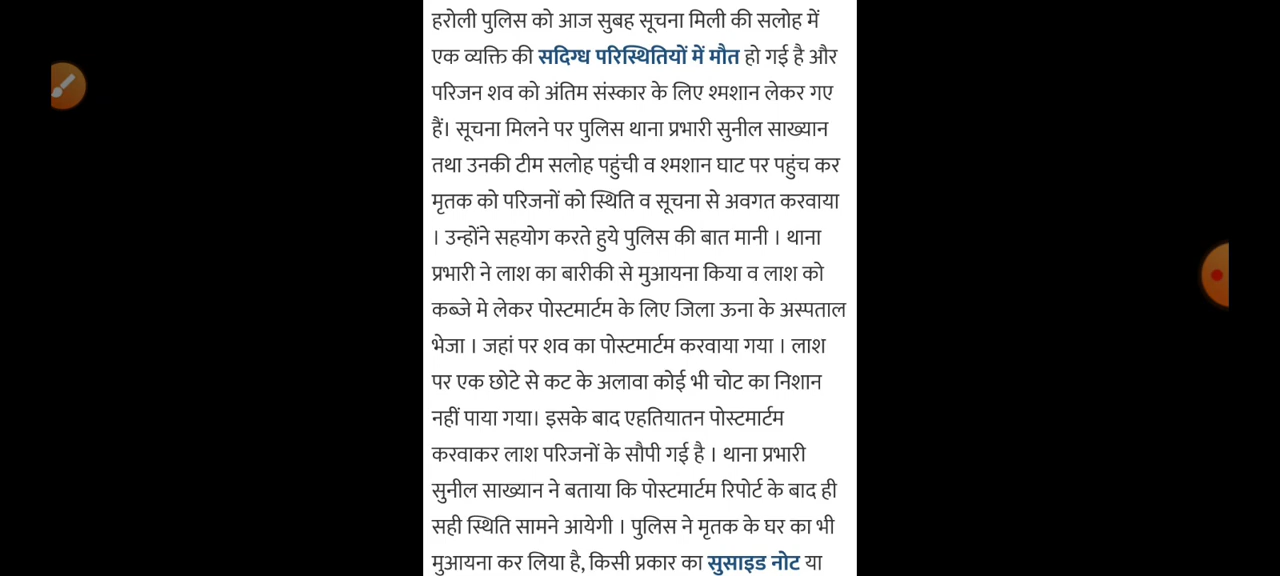 हरोली पुलिस को आज सुबह सूचना मिली की सलोह में
एक व्यक्ति की सदिग्ध परिस्थितियों में मौत हो गई है और
परिजन शव को अंतिम संस्कार के लिए श्मशान लेकर गए
हैं। सूचना मिलने पर पुलिस थाना प्रभारी सुनील साख्यान
तथा उनकी टीम सलोह पहुंची व श्मशान घाट पर पहुंच कर
मृतक को परिजनों को स्थिति व सूचना से अवगत करवाया
। उन्होंने सहयोग करते हुये पुलिस की बात मानी । थाना
प्रभारी ने लाश का बारीकी से मुआयना किया व लाश को
कब्जे मे लेकर पोस्टमार्टम के लिए जिला ऊना के अस्पताल
भेजा । जहां पर शव का पोस्टमार्टम करवाया गया । लाश
पर एक छोटे से कट के अलावा कोई भी चोट का निशान
नहीं पाया गया। इसके बाद एहतियातन पोस्टमार्टम
करवाकर लाश परिजनों के सौपी गई है । थाना प्रभारी
सुनील साख्यान ने बताया कि पोस्टमार्टम रिपोर्ट के बाद ही
सही स्थिति सामने आयेगी । पुलिस ने मृतक के घर का भी
मुआयना कर लिया है, किसी प्रकार का सुसाइड नोट या